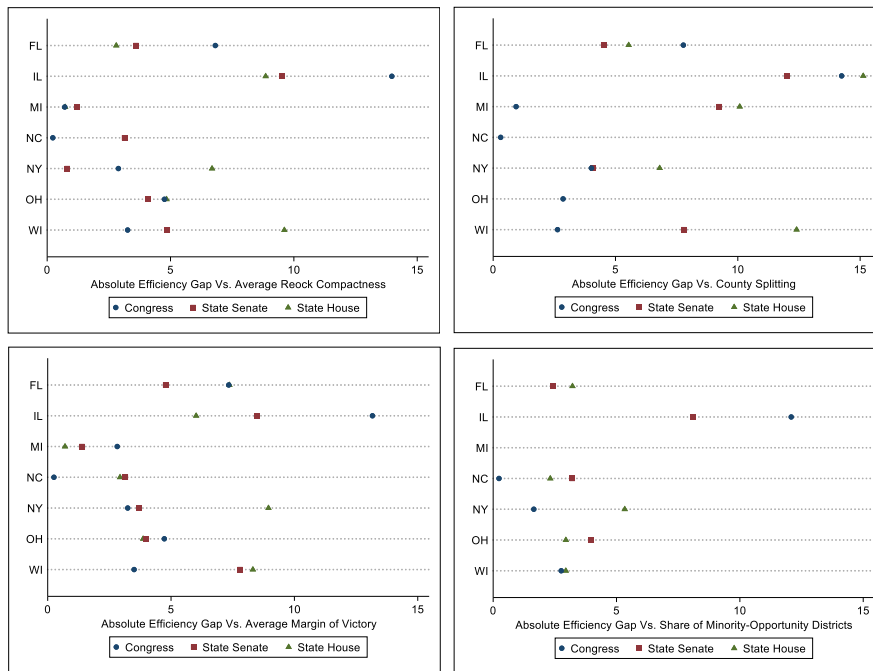 FL
IL
MI
NC
NY
OH
WI
0 5 10 15
Absolute Efficiency Gap Vs. Average Reock Compactness
Congress State Senate State House
FL
IL
MI
NC
NY
OH
WI
0 5 10 15
Absolute Efficiency Gap Vs. County Splitting
Congress State Senate State House
FL
IL
MI
NC
NY
OH
WI
0 5 10 15
Absolute Efficiency Gap Vs. Average Margin of Victory
Congress State Senate State House
FL
IL
MI
NC
NY
OH
WI
0 5 10 15
Absolute Efficiency Gap Vs. Share of Minority-Opportunity Districts
Congress State Senate State House